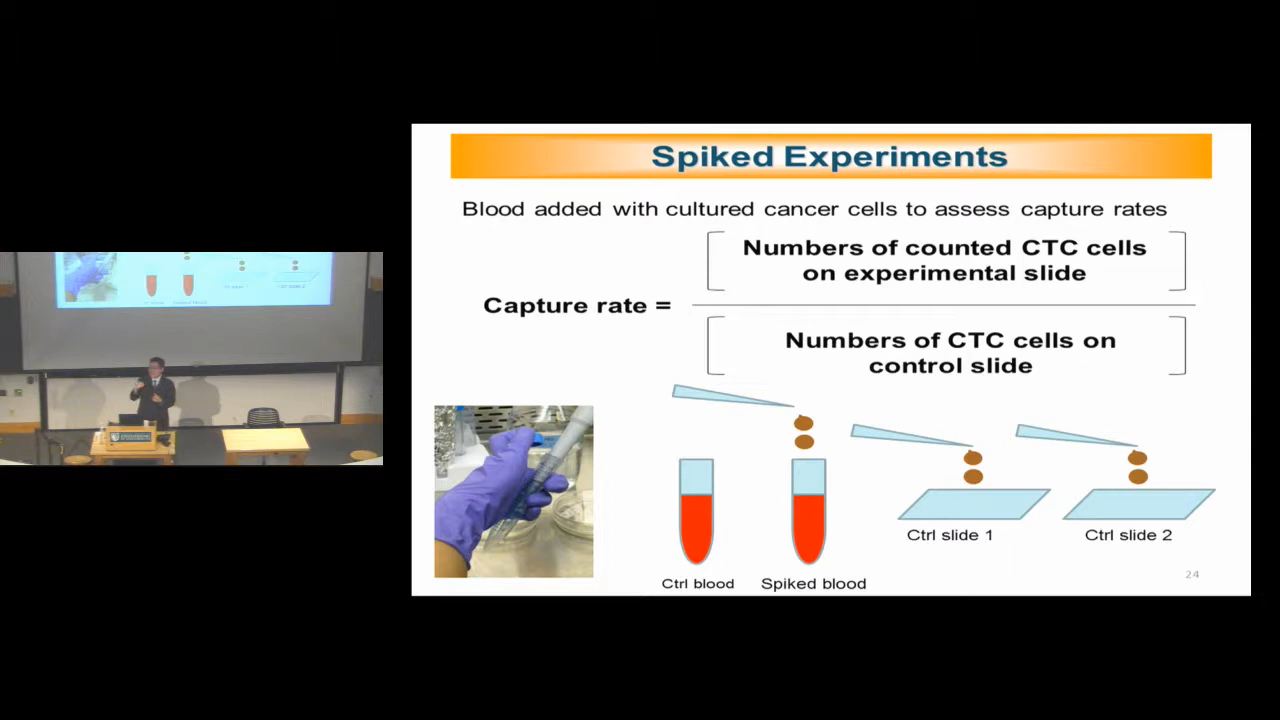 Spiked Experiments
Blood added with cultured cancer cells to assess capture rates
Capture rate =
Numbers of counted CTC cells
on experimental slide
Numbers of CTC cells on
control slide
Ctrl slide 1
Ctrl slide 2
Ctrl blood
Spiked blood
24